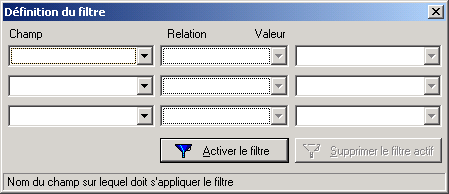 Définition du filtre
Champ Relation Valeur
Activer le filtre Supprimer le filtre actif
Nom du champ sur lequel doit s'appliquer le filtre